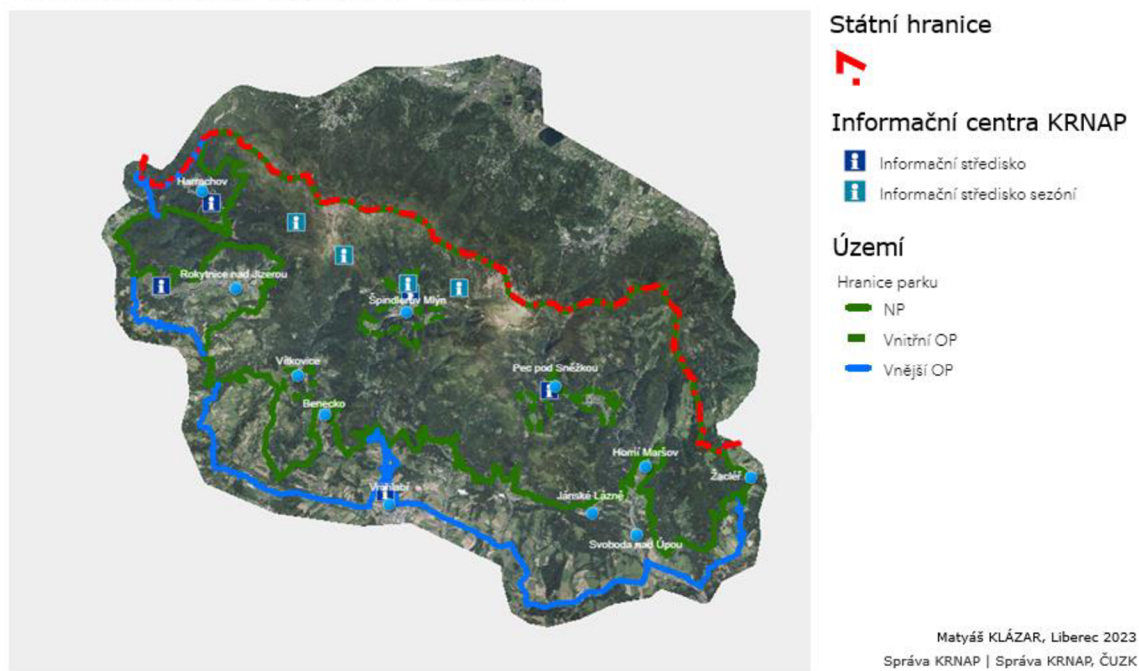 Státní hranice
Informační centra KRNAP
Informační středisko
Informační středisko sezóní
Území
Hranice parku
NP
Vnitřní OP
Vnější OP
Harrachov
Rokytnice nad Jizerou
Špindlerův Mlýn
Vítkovice
Pec pod Sněžkou
Benecko
Horní Maršov
Žacléř
Vrchlabí
Jánské Lázně
Svoboda nad Úpou
Matyáš KLÁZAR, Liberec 2023
Správa KRNAP | Správa KRNAP, ČUZK